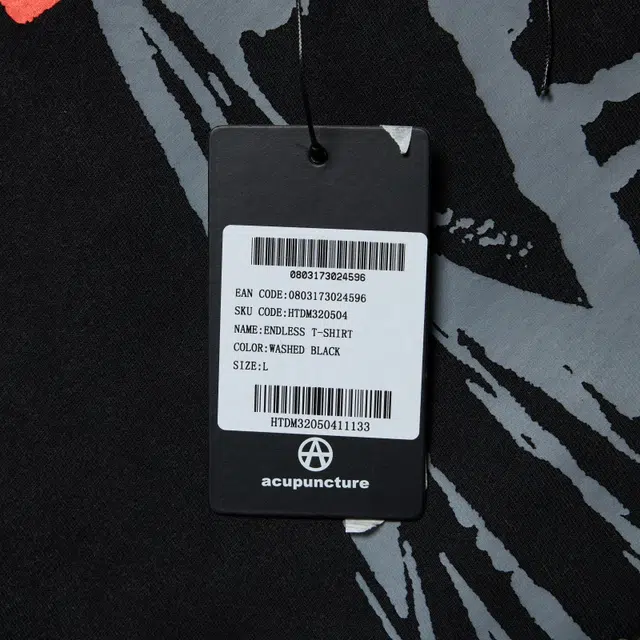 0803173024596
EAN CODE:0803173024596
SKU CODE:HTDM320504
NAME:ENDLESS T-SHIRT
COLOR:WASHED BLACK
SIZE:L
HTDM32050411133
acupuncture